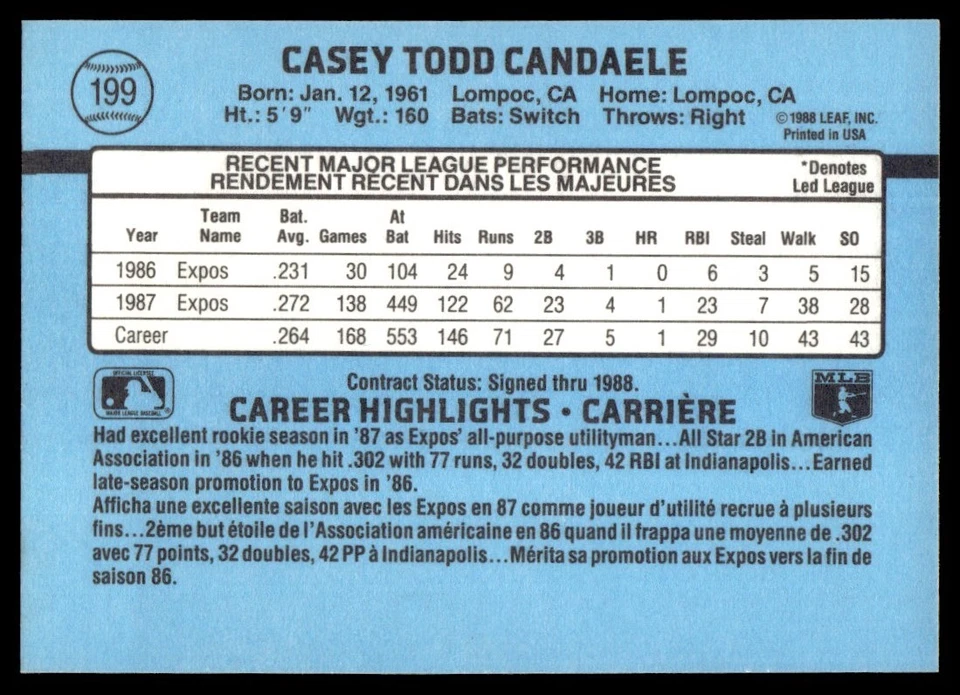 199
CASEY TODD CANDAELE
Born: Jan. 12, 1961 Lompoc, CA Home: Lompoc, CA
Ht.: 5'9" Wgt.: 160 Bats: Switch Throws: Right
©1988 LEAF, INC.
Printed in USA
RECENT MAJOR LEAGUE PERFORMANCE
RENDEMENT RÉCENT DANS LES MAJEURES
*Denotes
Led League
Year Team Name Bat. Avg. Games At Bat Hits Runs 2B 3B HR RBI Steal Walk SO
1986 Expos .231 30 104 24 9 4 1 0 6 3 5 15
1987 Expos .272 138 449 122 62 23 4 1 23 7 38 28
Career .264 168 553 146 71 27 5 1 29 10 43 43
OFFICIAL LICENSEE
MAJOR LEAGUE BASEBALL
Contract Status: Signed thru 1988.
MLB
CAREER HIGHLIGHTS • CARRIÈRE
Had excellent rookie season in '87 as Expos' all-purpose utilityman...All Star 2B in American
Association in '86 when he hit .302 with 77 runs, 32 doubles, 42 RBI at Indianapolis...Earned
late-season promotion to Expos in '86.
Afficha une excellente saison avec les Expos en 87 comme joueur d'utilité recrue à plusieurs
fins...2ème but étoile de l'Association américaine en 86 quand il frappa une moyenne de .302
avec 77 points, 32 doubles, 42 PP à Indianapolis...Mérita sa promotion aux Expos vers la fin de
saison 86.